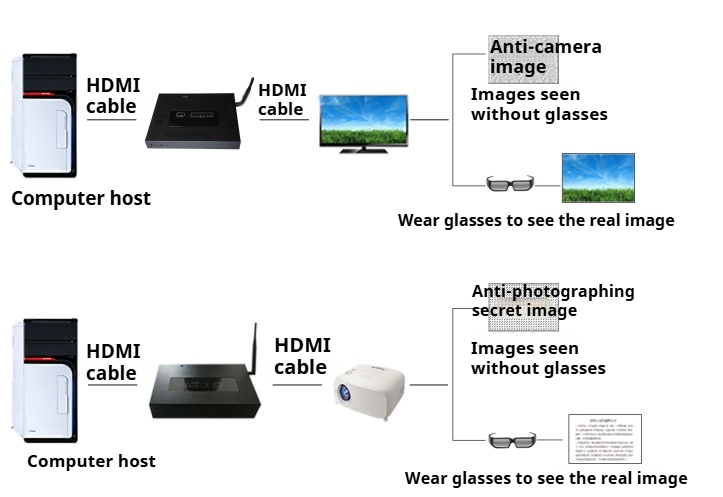 Anti-camera
image
HDMI
cable
HDMI
cable
Images seen
without glasses
Computer host
Wear glasses to see the real image
Anti-photographing
secret image
HDMI
cable
HDMI
cable
Images seen
without glasses
Computer host
Wear glasses to see the real image